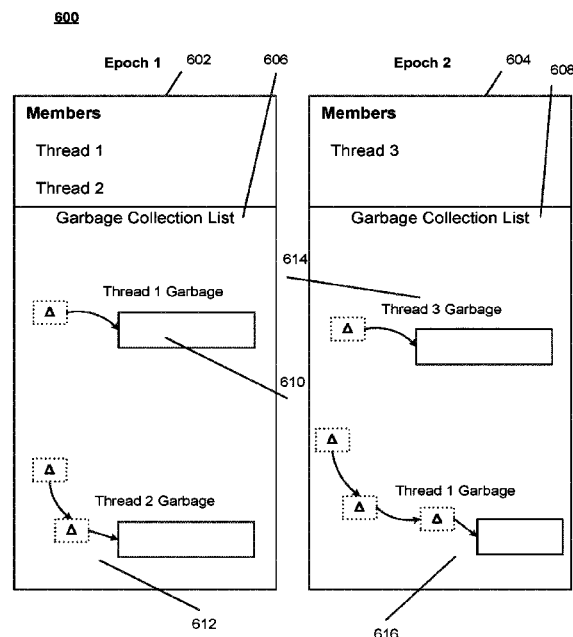 600
Epoch 1
602
606
Epoch 2
604
608
Members
Thread 1
Thread 2
Garbage Collection List
Members
Thread 3
Garbage Collection List
614
Thread 1 Garbage
Δ
610
Thread 3 Garbage
Δ
Δ
Thread 2 Garbage
Δ
612
Δ
Thread 1 Garbage
Δ
Δ
616